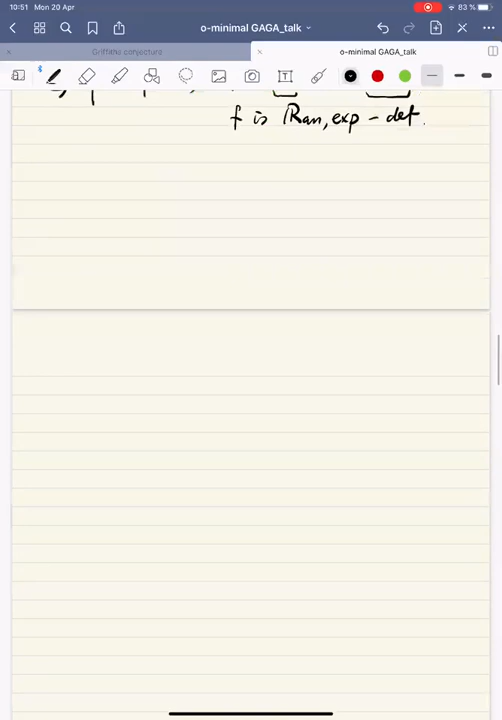 10:51 Mon 20 Apr
83 %
o-minimal GAGA_talk
Griffiths conjecture
o-minimal GAGA_talk
T
f is ℝan,exp - def.